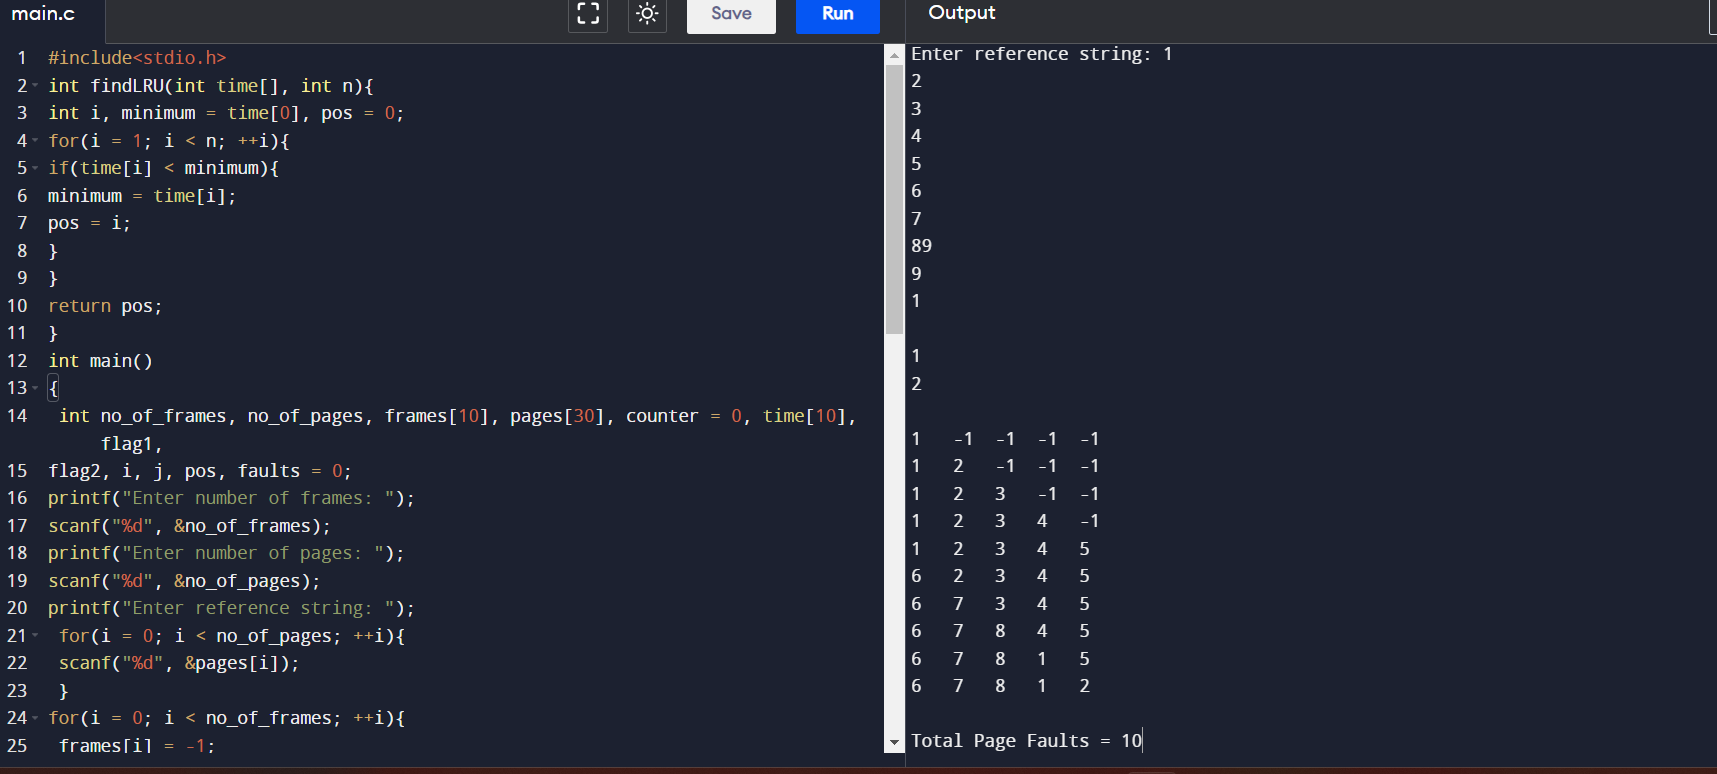 main.c
Save
Run
Output
1 #include<stdio.h>
2 int findLRU(int time[], int n){
3 int i, minimum = time[0], pos = 0;
4 for(i = 1; i < n; ++i){
5 if(time[i] < minimum){
6 minimum = time[i];
7 pos = i;
8 }
9 }
10 return pos;
11 }
12 int main()
13 {
14 int no_of_frames, no_of_pages, frames[10], pages[30], counter = 0, time[10],
flag1,
15 flag2, i, j, pos, faults = 0;
16 printf("Enter number of frames: ");
17 scanf("%d", &no_of_frames);
18 printf("Enter number of pages: ");
19 scanf("%d", &no_of_pages);
20 printf("Enter reference string: ");
21 for(i = 0; i < no_of_pages; ++i){
22 scanf("%d", &pages[i]);
23 }
24 for(i = 0; i < no_of_frames; ++i){
25 frames[i] = -1;
Enter reference string: 1
2
3
4
5
6
7
89
9
1
1
2
1 -1 -1 -1 -1
1 2 -1 -1 -1
1 2 3 -1 -1
1 2 3 4 -1
1 2 3 4 5
6 2 3 4 5
6 7 3 4 5
6 7 8 4 5
6 7 8 1 5
6 7 8 1 2
Total Page Faults = 10